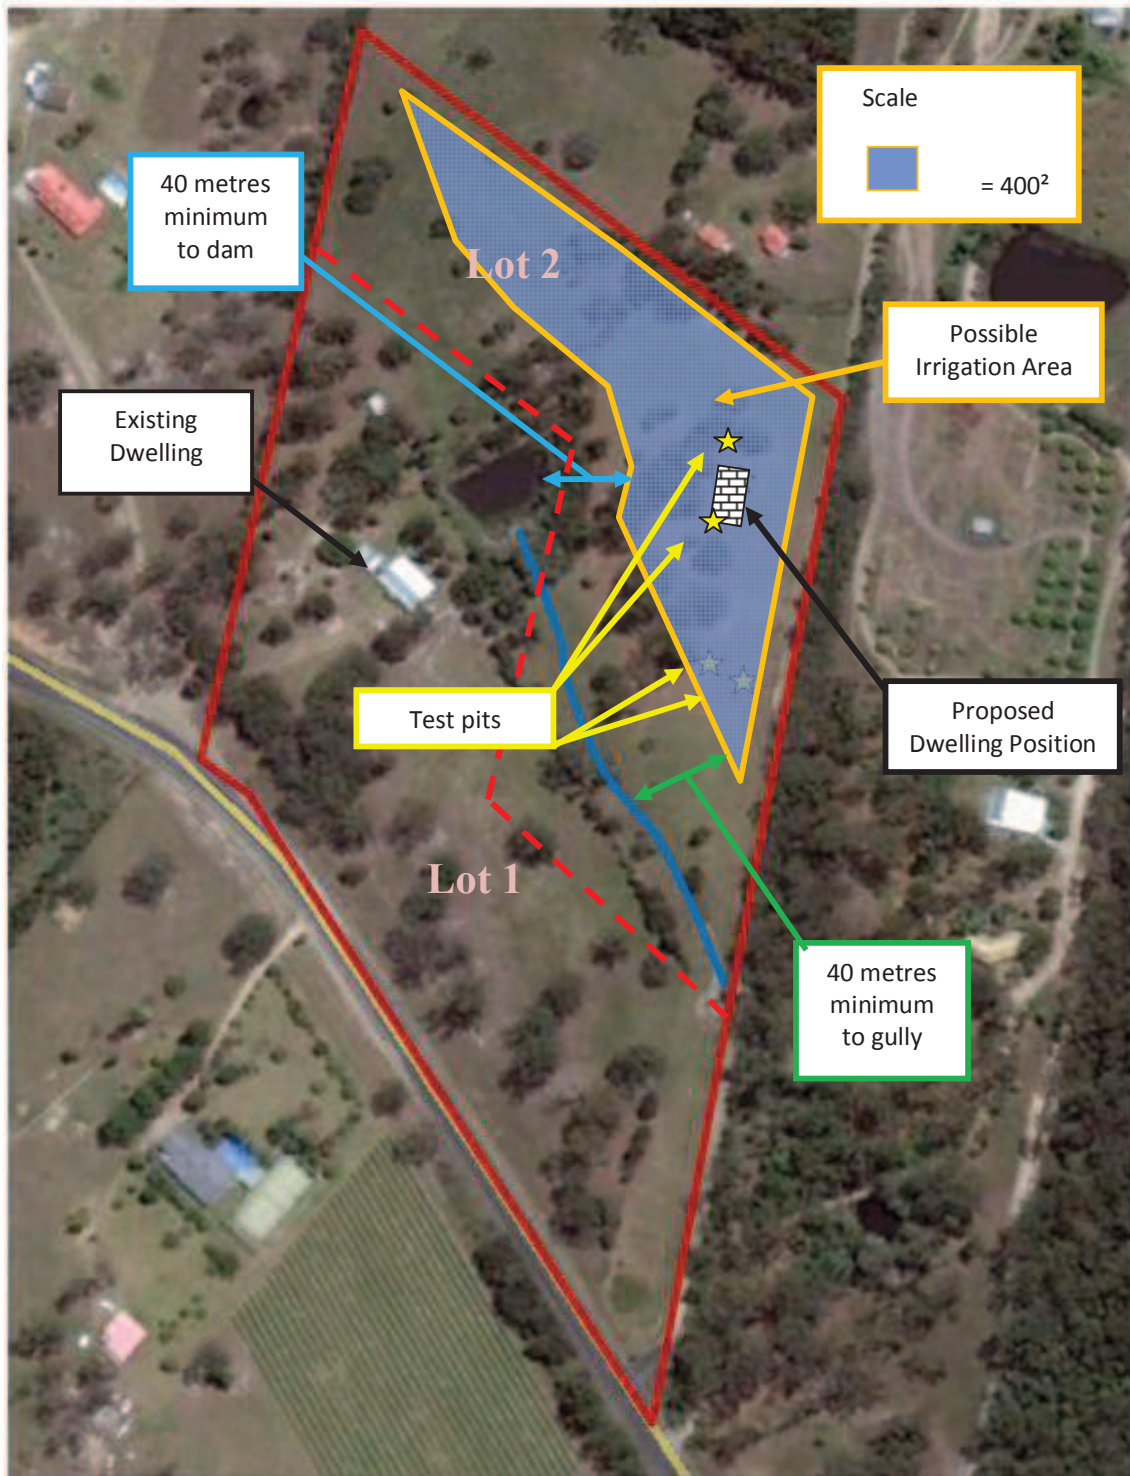 Scale
= 400²
40 metres
minimum
to dam
Lot 2
Possible
Irrigation Area
Existing
Dwelling
Test pits
Proposed
Dwelling Position
Lot 1
40 metres
minimum
to gully